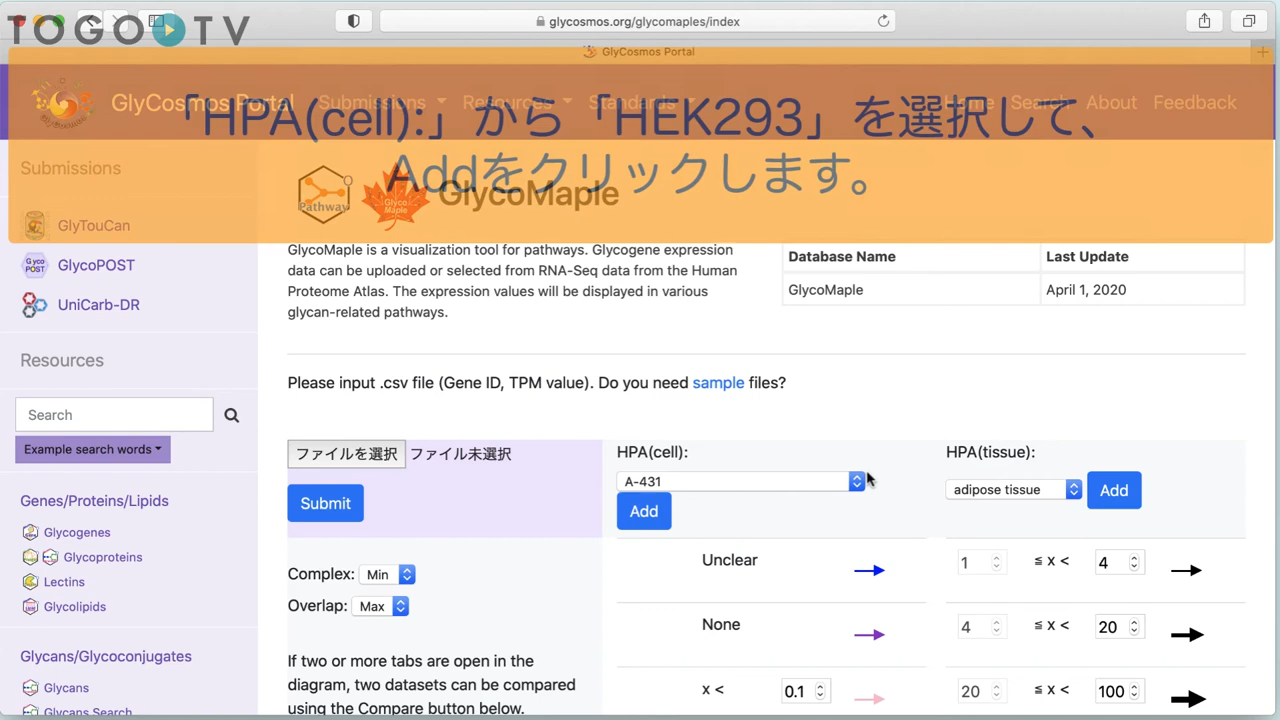 TOGO TV
glycosmos.org/glycomaples/index
GlyCosmos Portal
GlyCosmos Portal Submissions Resources Standards Home Search About Feedback
「HPA(cell):」から「HEK293」を選択して、
Addをクリックします。
Submissions
GlyTouCan
GlycoPOST
UniCarb-DR
Resources
Search
Example search words
Genes/Proteins/Lipids
Glycogenes
Glycoproteins
Lectins
Glycolipids
Glycans/Glycoconjugates
Glycans
Glycans Search
Pathway
Glyco Maple
GlycoMaple
GlycoMaple is a visualization tool for pathways. Glycogene expression
data can be uploaded or selected from RNA-Seq data from the Human
Proteome Atlas. The expression values will be displayed in various
glycan-related pathways.
Database Name Last Update
GlycoMaple April 1, 2020
Please input .csv file (Gene ID, TPM value). Do you need sample files?
ファイルを選択 ファイル未選択
Submit
HPA(cell):
A-431
Add
HPA(tissue):
adipose tissue Add
Complex: Min
Overlap: Max
If two or more tabs are open in the
diagram, two datasets can be compared
using the Compare button below.
Unclear 1 ≦ x < 4
None 4 ≦ x < 20
x < 0.1 20 ≦ x < 100